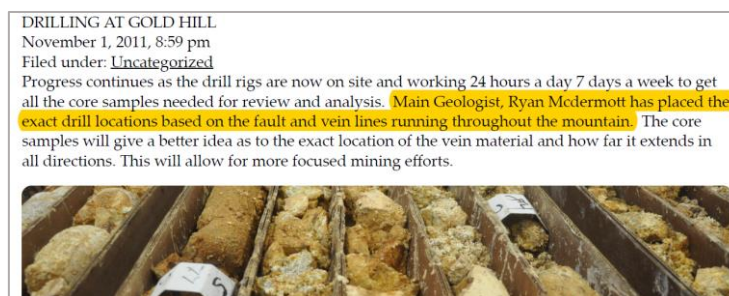 DRILLING AT GOLD HILL
November 1, 2011, 8:59 pm
Filed under: Uncategorized
Progress continues as the drill rigs are now on site and working 24 hours a day 7 days a week to get
all the core samples needed for review and analysis. Main Geologist, Ryan Mcdermott has placed the
exact drill locations based on the fault and vein lines running throughout the mountain. The core
samples will give a better idea as to the exact location of the vein material and how far it extends in
all directions. This will allow for more focused mining efforts.